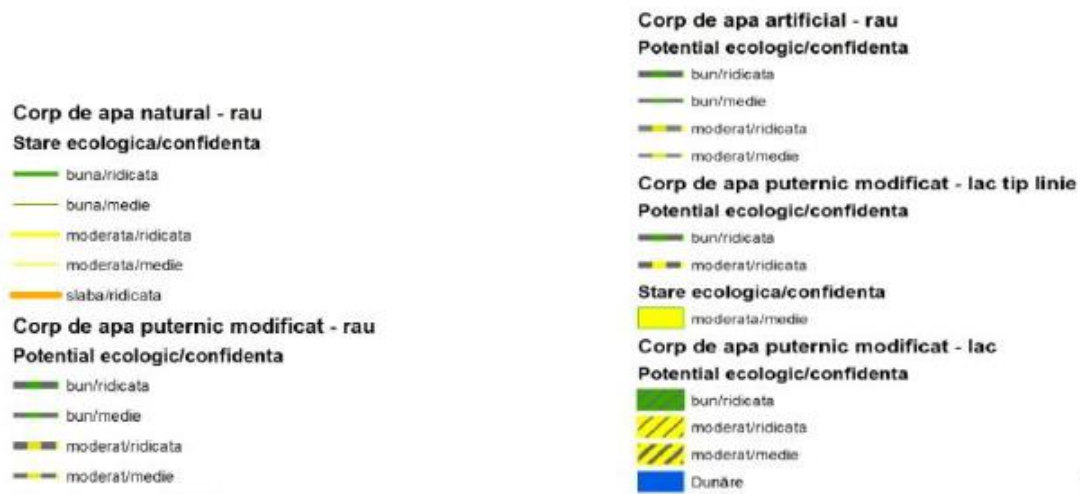 Corp de apa natural - rau
Stare ecologica/confidenta
buna/ridicata
buna/medie
moderata/ridicata
moderata/medie
slaba/ridicata
Corp de apa puternic modificat - rau
Potential ecologic/confidenta
bun/ridicata
bun/medie
moderat/ridicata
moderat/medie
Corp de apa artificial - rau
Potential ecologic/confidenta
bun/ridicata
bun/medie
moderat/ridicata
moderat/medie
Corp de apa puternic modificat - lac tip linie
Potential ecologic/confidenta
bun/ridicata
moderat/ridicata
Stare ecologica/confidenta
moderata/medie
Corp de apa puternic modificat - lac
Potential ecologic/confidenta
bun/ridicata
moderat/ridicata
moderat/medie
Dunăre